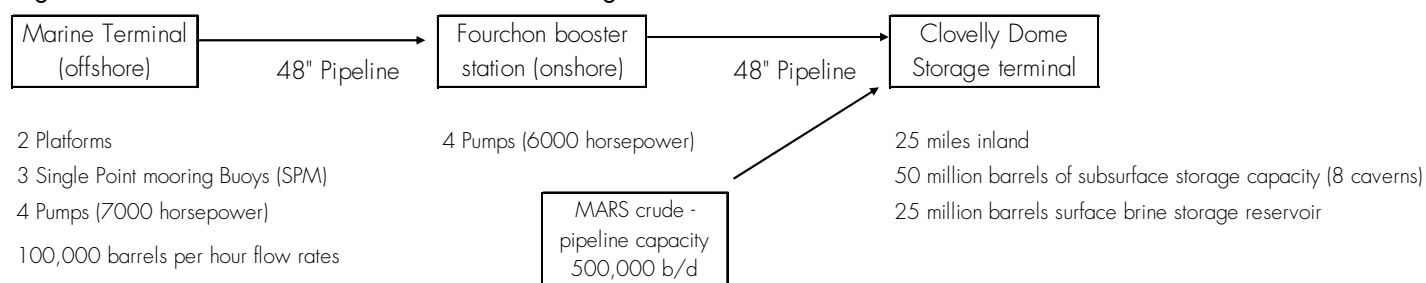 Marine Terminal
(offshore)
48" Pipeline
Fourchon booster
station (onshore)
48" Pipeline
Clovelly Dome
Storage terminal
2 Platforms
3 Single Point mooring Buoys (SPM)
4 Pumps (7000 horsepower)
100,000 barrels per hour flow rates
4 Pumps (6000 horsepower)
MARS crude -
pipeline capacity
500,000 b/d
25 miles inland
50 million barrels of subsurface storage capacity (8 caverns)
25 million barrels surface brine storage reservoir